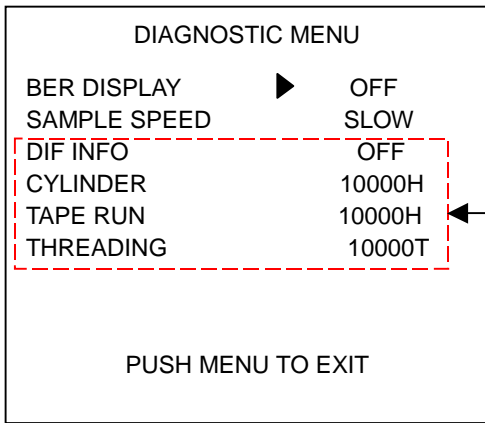 DIAGNOSTIC MENU
BER DISPLAY ▶ OFF
SAMPLE SPEED SLOW
DIF INFO OFF
CYLINDER 10000H
TAPE RUN 10000H
THREADING 10000T
PUSH MENU TO EXIT